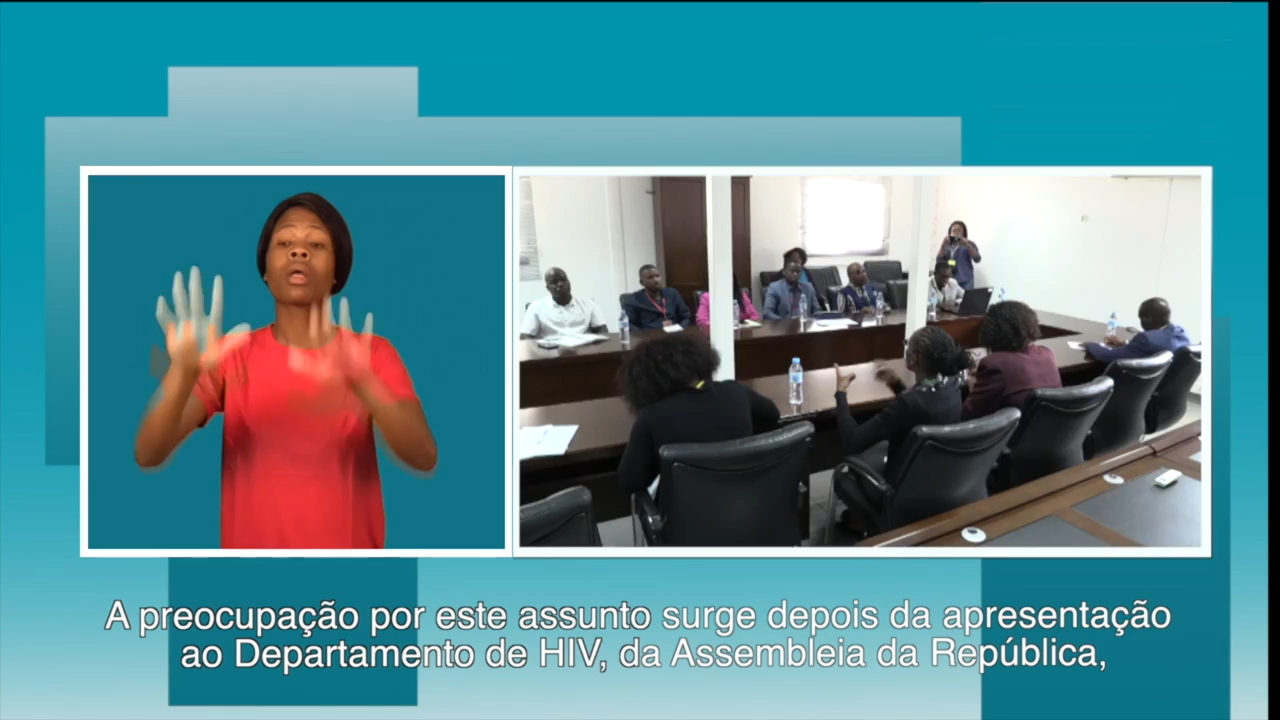 A preocupação por este assunto surge depois da apresentação
ao Departamento de HIV, da Assembleia da República,